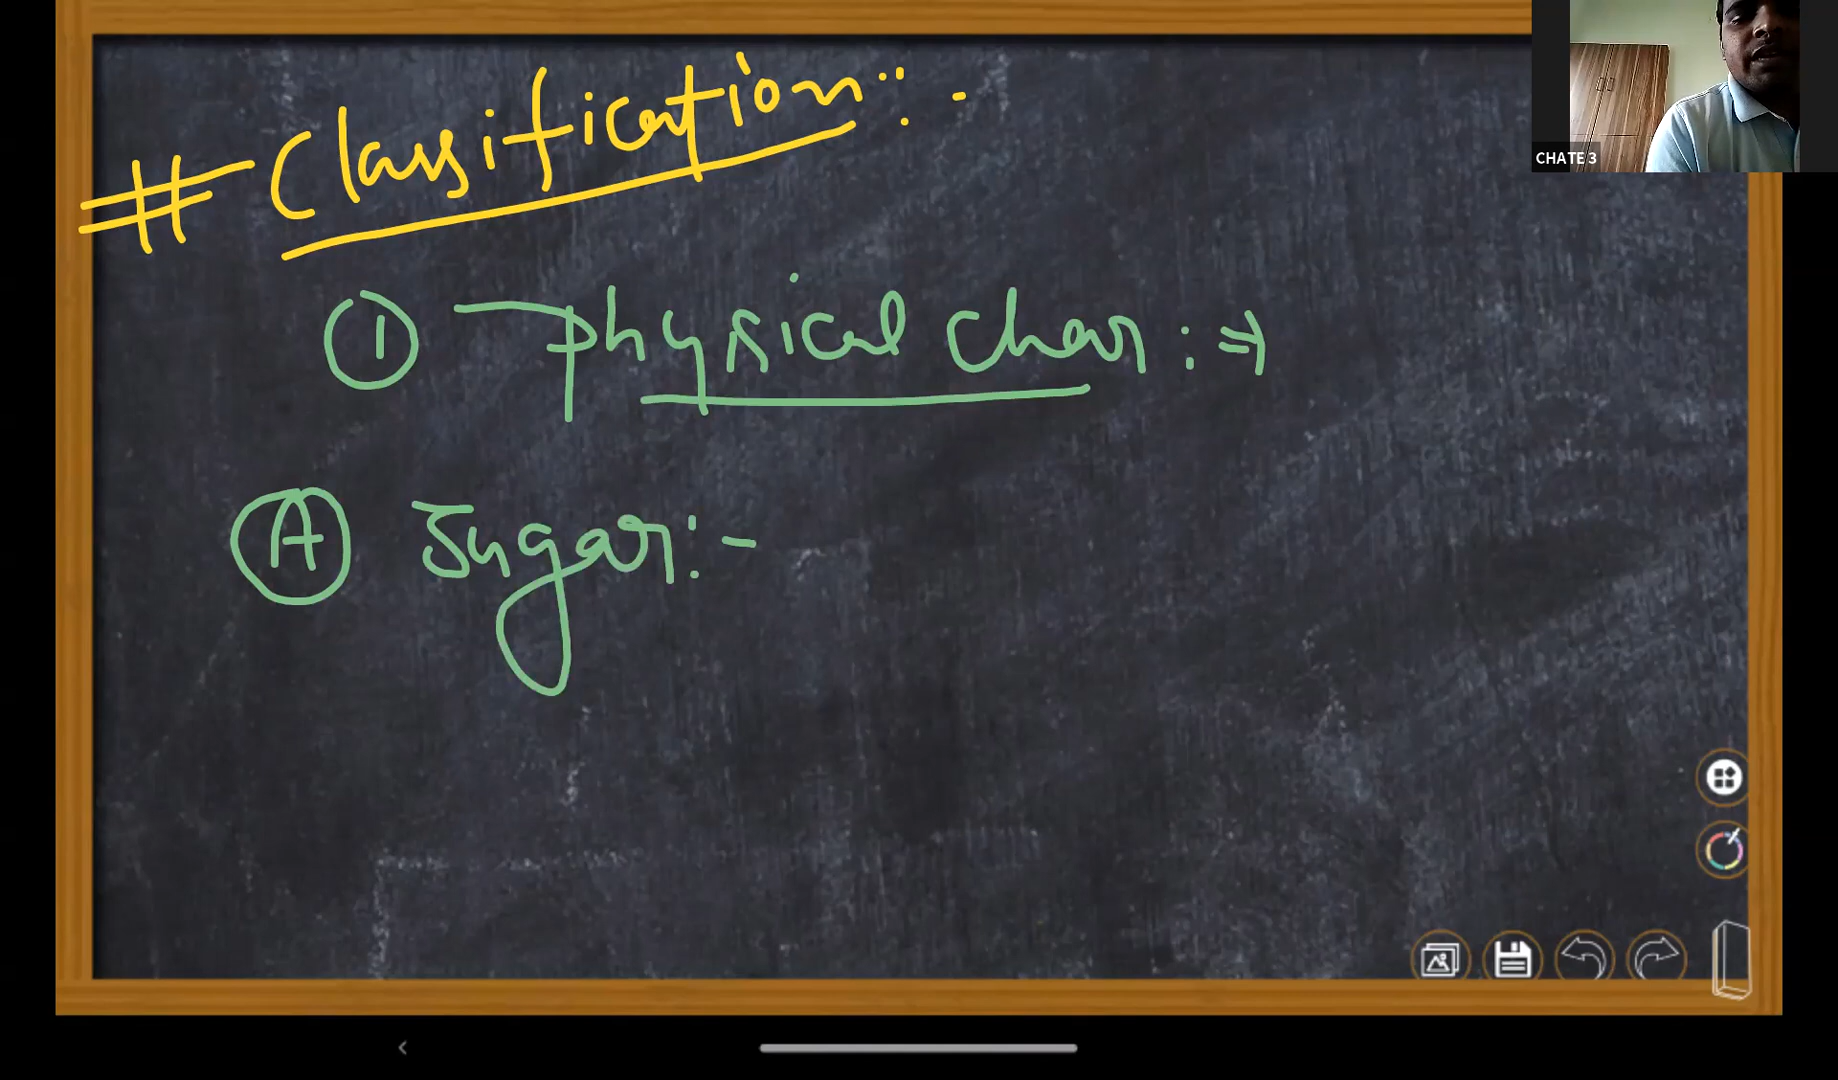 # Classification :-
CHATE 3
① Physical char : ⇒
Ⓐ Sugar :-